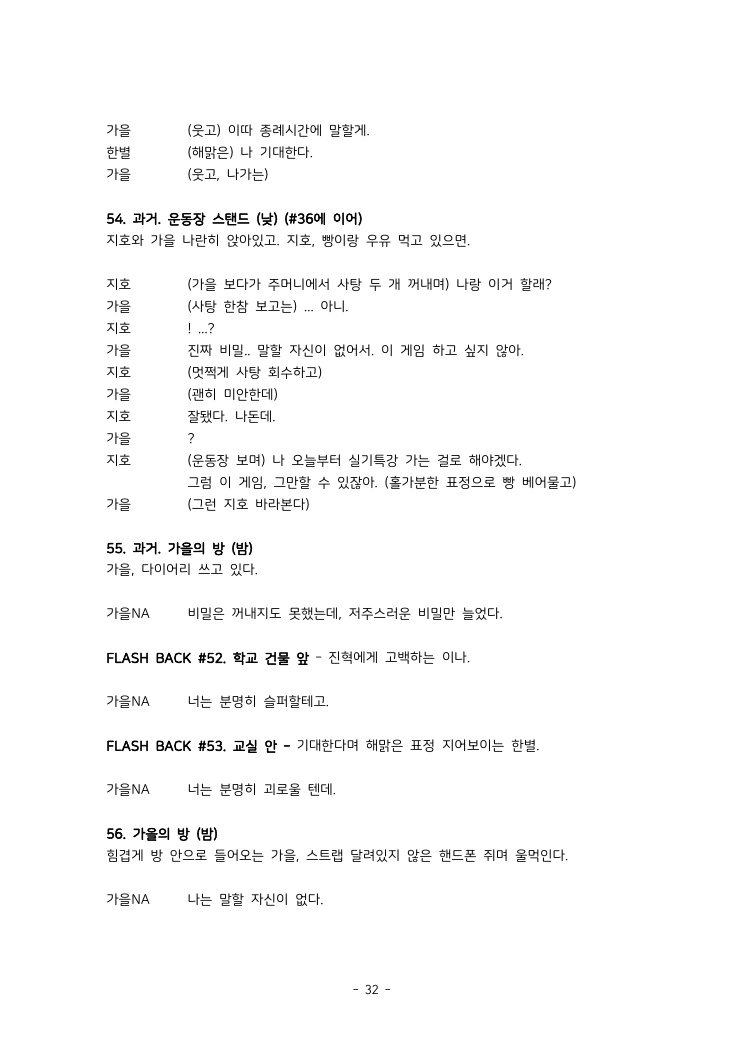 가을 (웃고) 이따 종례시간에 말할게.
한별 (해맑은) 나 기대한다.
가을 (웃고, 나가는)
54. 과거. 운동장 스탠드 (낮) (#36에 이어)
지호와 가을 나란히 앉아있고. 지호, 빵이랑 우유 먹고 있으면.
지호 (가을 보다가 주머니에서 사탕 두 개 꺼내며) 나랑 이거 할래?
가을 (사탕 한참 보고는) ... 아니.
지호 ! ...?
가을 진짜 비밀.. 말할 자신이 없어서. 이 게임 하고 싶지 않아.
지호 (멋쩍게 사탕 회수하고)
가을 (괜히 미안한데)
지호 잘됐다. 나돈데.
가을 ?
지호 (운동장 보며) 나 오늘부터 실기특강 가는 걸로 해야겠다.
그럼 이 게임, 그만할 수 있잖아. (홀가분한 표정으로 빵 베어물고)
가을 (그런 지호 바라본다)
55. 과거. 가을의 방 (밤)
가을, 다이어리 쓰고 있다.
가을NA 비밀은 꺼내지도 못했는데, 저주스러운 비밀만 늘었다.
FLASH BACK #52. 학교 건물 앞 - 진혁에게 고백하는 이나.
가을NA 너는 분명히 슬퍼할테고.
FLASH BACK #53. 교실 안 - 기대한다며 해맑은 표정 지어보이는 한별.
가을NA 너는 분명히 괴로울 텐데.
56. 가을의 방 (밤)
힘겹게 방 안으로 들어오는 가을, 스트랩 달려있지 않은 핸드폰 쥐며 울먹인다.
가을NA 나는 말할 자신이 없다.
- 32 -